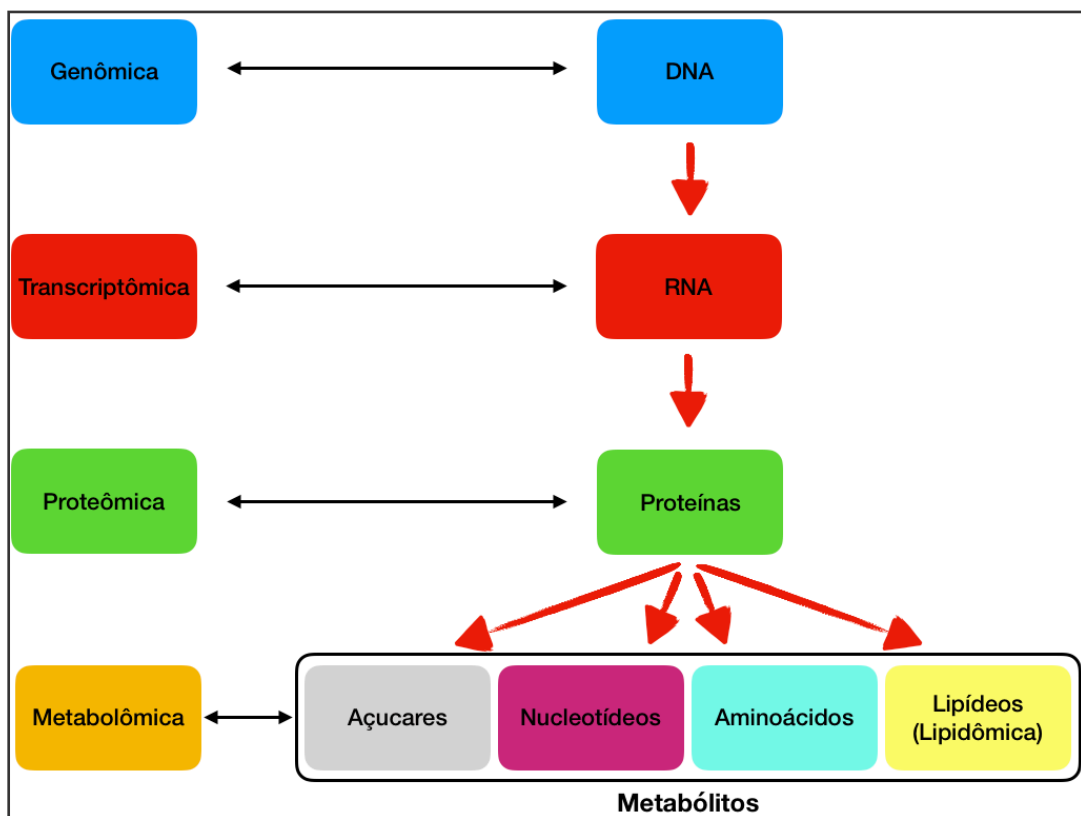 Genômica
DNA
Transcriptômica
RNA
Proteômica
Proteínas
Metabolômica
Açucares
Nucleotídeos
Aminoácidos
Lipídeos
(Lipidômica)
Metabólitos